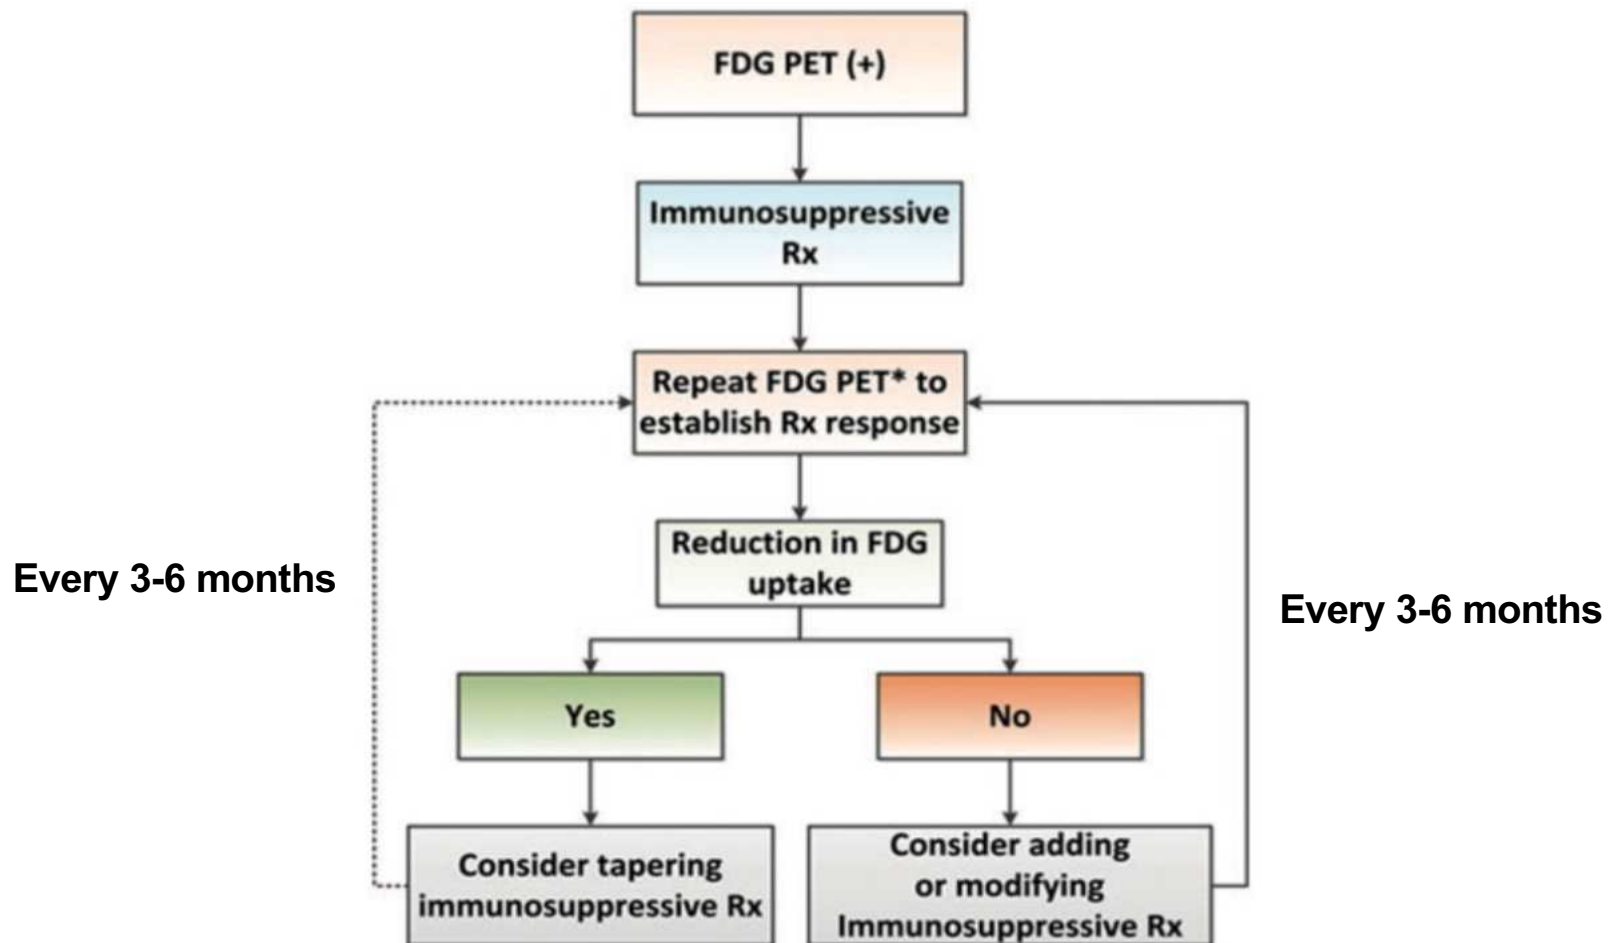 FDG PET (+)
Immunosuppressive
Rx
Repeat FDG PET* to
establish Rx response
Reduction in FDG
uptake
Every 3-6 months
Every 3-6 months
Yes
No
Consider tapering
immunosuppressive Rx
Consider adding
or modifying
Immunosuppressive Rx